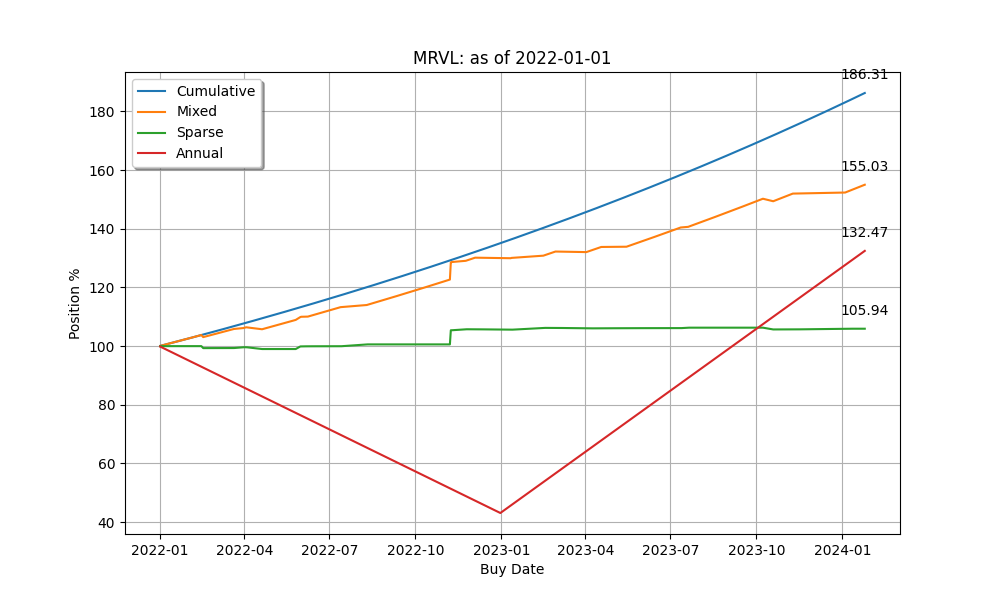 MRVL: as of 2022-01-01
186.31
Cumulative
Mixed
Sparse
Annual
155.03
132.47
105.94
180
160
140
120
100
80
60
40
Position %
2022-01 2022-04 2022-07 2022-10 2023-01 2023-04 2023-07 2023-10 2024-01
Buy Date